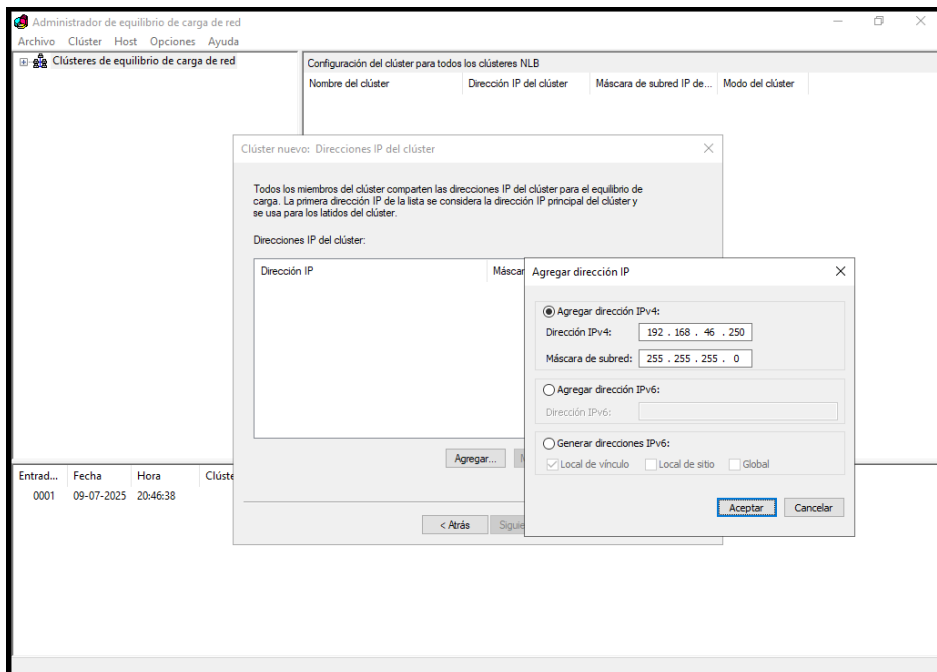 Administrador de equilibrio de carga de red
Archivo Clúster Host Opciones Ayuda
Clústeres de equilibrio de carga de red
Configuración del clúster para todos los clústeres NLB
Nombre del clúster Dirección IP del clúster Máscara de subred IP de... Modo del clúster
Clúster nuevo: Direcciones IP del clúster
Todos los miembros del clúster comparten las direcciones IP del clúster para el equilibrio de
carga. La primera dirección IP de la lista se considera la dirección IP principal del clúster y
se usa para los latidos del clúster.
Direcciones IP del clúster:
Dirección IP
Agregar...
< Atrás
Agregar dirección IP
Agregar dirección IPv4:
Dirección IPv4: 192 . 168 . 46 . 250
Máscara de subred: 255 . 255 . 255 . 0
Agregar dirección IPv6:
Dirección IPv6:
Generar direcciones IPv6:
Local de vínculo Local de sitio Global
Aceptar Cancelar
Entrad... Fecha Hora
0001 09-07-2025 20:46:38